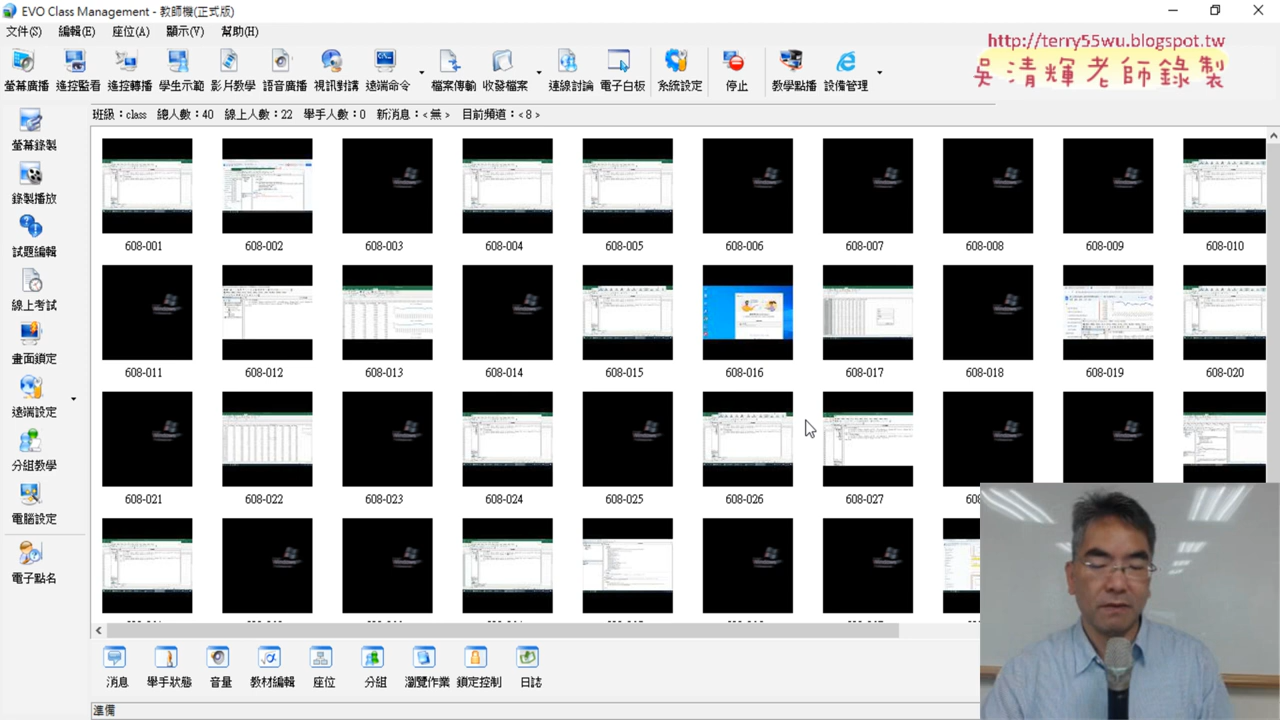 EVO Class Management - 教師機(正式版)
文件(S) 編輯(E) 座位(A) 顯示(V) 幫助(H)
http://terry55wu.blogspot.tw
吳清輝老師錄製
螢幕廣播 遙控監看 遙控轉播 學生示範 影片教學 語音廣播 視訊對講 遠端命令 檔案傳輸 收發檔案 連線討論 電子白板 系統設定 停止 教學點播 設備管理
班級：class 總人數：40 線上人數：22 舉手人數：0 新消息：<無> 目前頻道：<8>
螢幕錄製
錄製播放
試題編輯
線上考試
畫面鎖定
遠端設定
分組教學
電腦設定
電子點名
608-001 608-002 608-003 608-004 608-005 608-006 608-007 608-008 608-009 608-010
608-011 608-012 608-013 608-014 608-015 608-016 608-017 608-018 608-019 608-020
608-021 608-022 608-023 608-024 608-025 608-026 608-027
消息 舉手狀態 音量 教材編輯 座位 分組 瀏覽作業 鎖定控制 日誌
準備